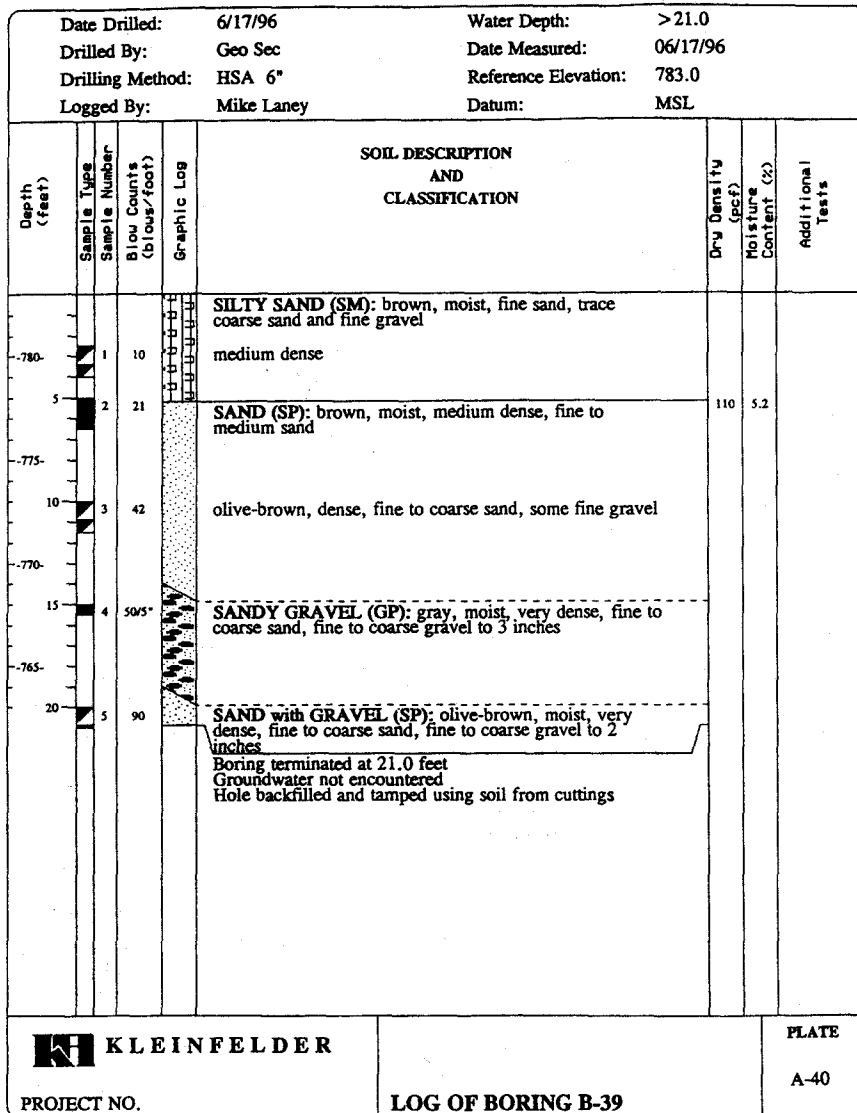 Date Drilled: 6/17/96 Water Depth: >21.0
Drilled By: Geo Sec Date Measured: 06/17/96
Drilling Method: HSA 6" Reference Elevation: 783.0
Logged By: Mike Laney Datum: MSL
Depth (feet)
Sample Type
Sample Number
Blow Counts (blows/foot)
Graphic Log
SOIL DESCRIPTION
AND
CLASSIFICATION
Dry Density (pcf)
Moisture Content (%)
Additional Tests
SILTY SAND (SM): brown, moist, fine sand, trace
coarse sand and fine gravel
-780- 1 10 medium dense
5 2 21 SAND (SP): brown, moist, medium dense, fine to 110 5.2
medium sand
-775-
10 3 42 olive-brown, dense, fine to coarse sand, some fine gravel
-770-
15 4 50/5" SANDY GRAVEL (GP): gray, moist, very dense, fine to
coarse sand, fine to coarse gravel to 3 inches
-765-
20 5 90 SAND with GRAVEL (SP): olive-brown, moist, very
dense, fine to coarse sand, fine to coarse gravel to 2
inches
Boring terminated at 21.0 feet
Groundwater not encountered
Hole backfilled and tamped using soil from cuttings
KLEINFELDER
PROJECT NO.
LOG OF BORING B-39
PLATE
A-40